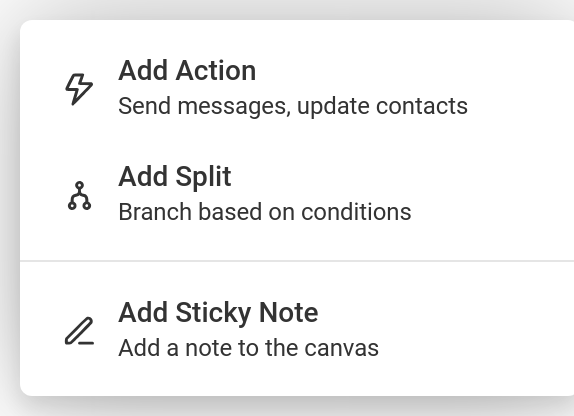 Add Action
Send messages, update contacts
Add Split
Branch based on conditions
Add Sticky Note
Add a note to the canvas